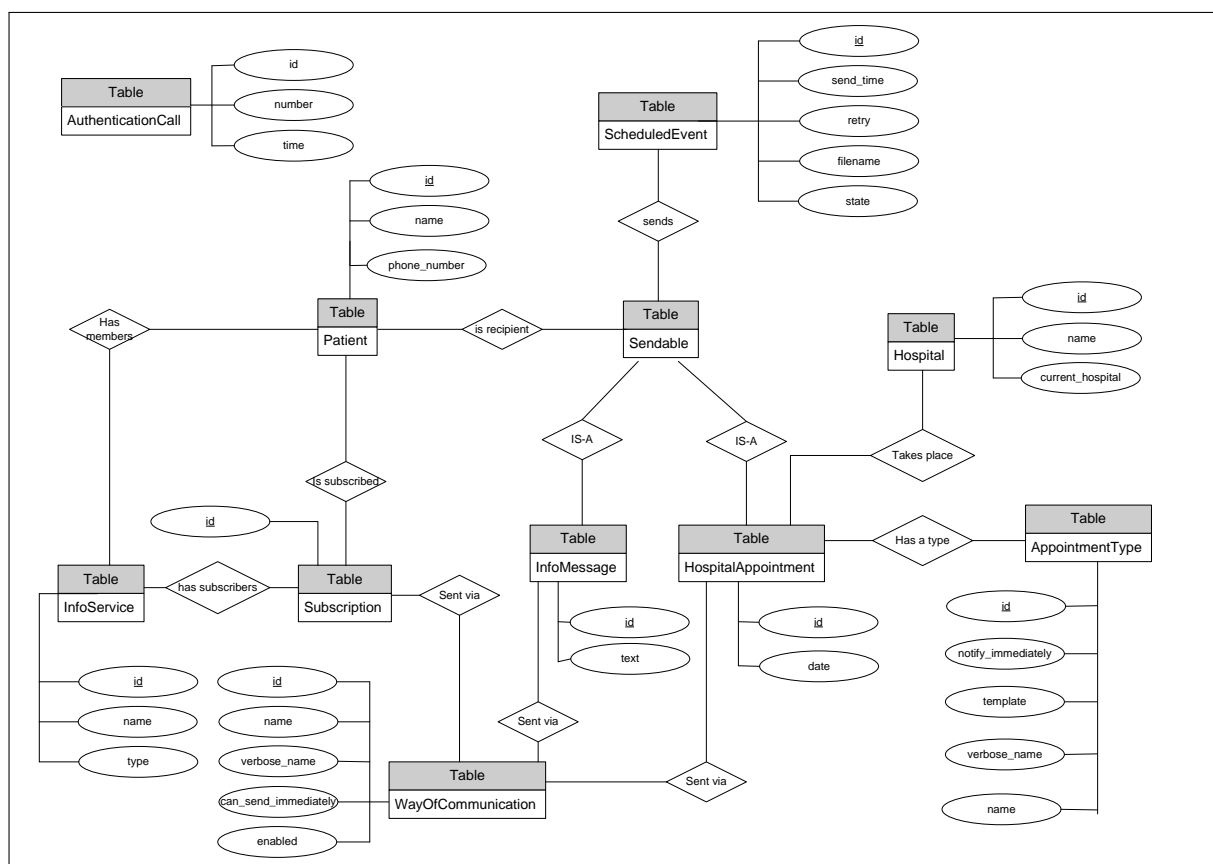 Table
AuthenticationCall
id
number
time
Table
ScheduledEvent
id
send_time
retry
filename
state
sends
id
name
phone_number
Has
members
Table
Patient
is recipient
Table
Sendable
Table
Hospital
id
name
current_hospital
IS-A
IS-A
Takes place
Is subscribed
id
Table
InfoService
has subscribers
Table
Subscription
Sent via
Table
InfoMessage
Table
HospitalAppointment
Has a type
Table
AppointmentType
id
text
id
date
id
notify_immediately
template
verbose_name
name
id
name
type
id
name
verbose_name
can_send_immediately
enabled
Sent via
Table
WayOfCommunication
Sent via